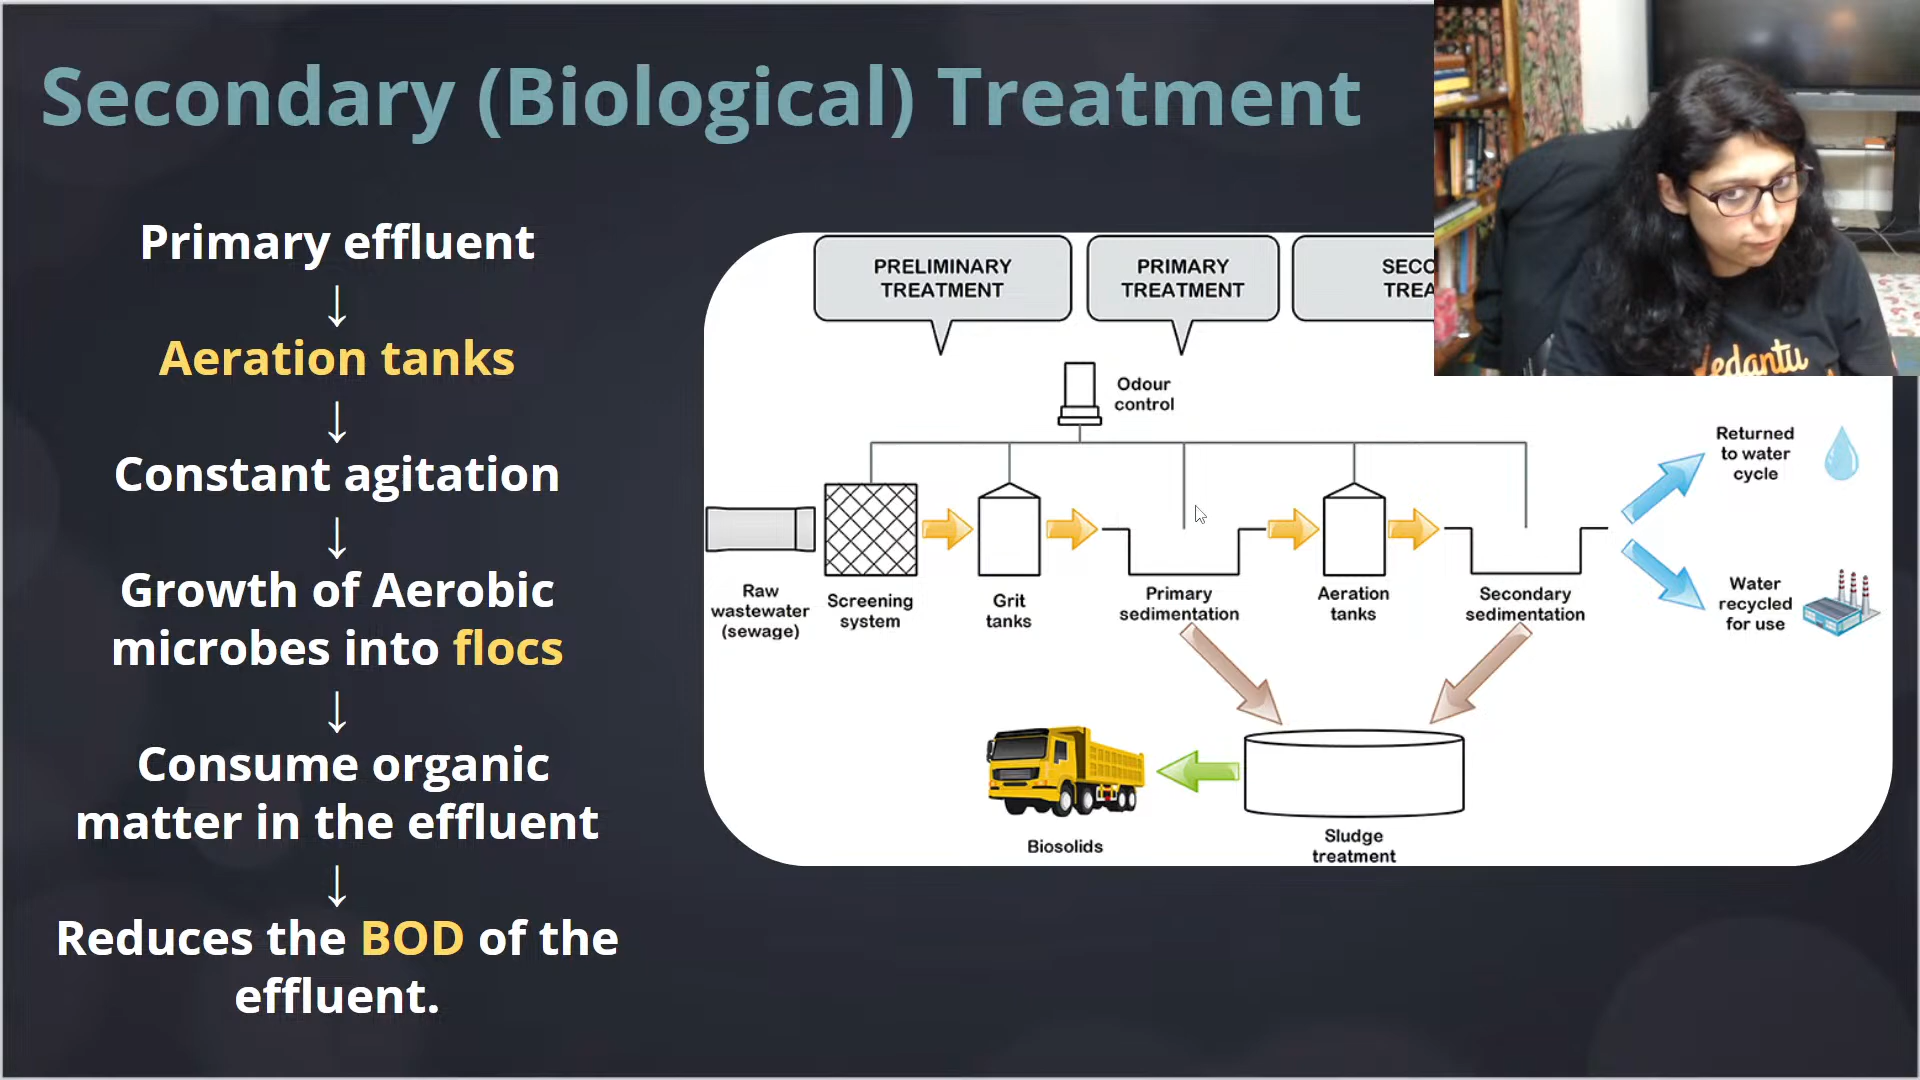 Secondary (Biological) Treatment
Primary effluent
↓
Aeration tanks
↓
Constant agitation
↓
Growth of Aerobic
microbes into flocs
↓
Consume organic
matter in the effluent
↓
Reduces the BOD of the
effluent.
PRELIMINARY
TREATMENT
PRIMARY
TREATMENT
SECO
TREA
Odour
control
Raw
wastewater
(sewage)
Screening
system
Grit
tanks
Primary
sedimentation
Aeration
tanks
Secondary
sedimentation
Returned
to water
cycle
Water
recycled
for use
Biosolids
Sludge
treatment
edantu